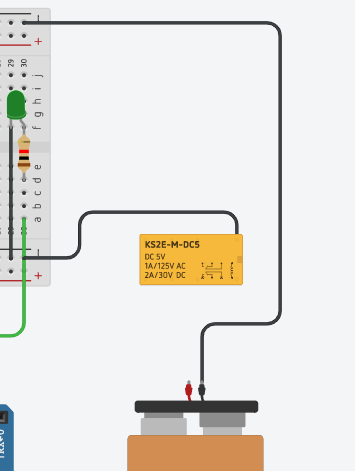 −
+
29 30
j
i
h
g
f
e
d
c
b
a
−
+
KS2E-M-DC5
DC 5V
1A/125V AC
2A/30V DC